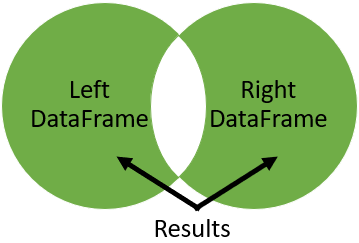 Left
DataFrame
Right
DataFrame
Results